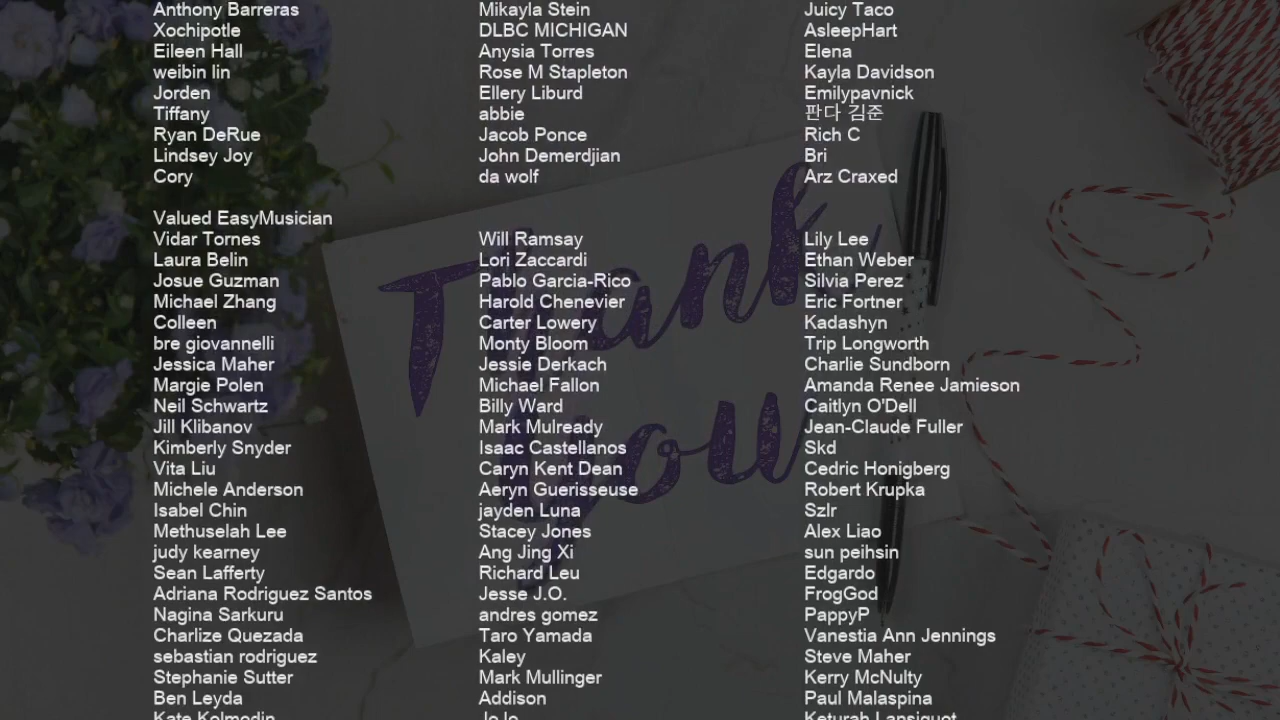 Anthony Barreras Mikayla Stein Juicy Taco
Xochipotle DLBC MICHIGAN AsleepHart
Eileen Hall Anysia Torres Elena
weibin lin Rose M Stapleton Kayla Davidson
Jorden Ellery Liburd Emilypavnick
Tiffany abbie 판다 김준
Ryan DeRue Jacob Ponce Rich C
Lindsey Joy John Demerdjian Bri
Cory da wolf Arz Craxed
Valued EasyMusician
Vidar Tornes Will Ramsay Lily Lee
Laura Belin Lori Zaccardi Ethan Weber
Josue Guzman Pablo Garcia-Rico Silvia Perez
Michael Zhang Harold Chenevier Eric Fortner
Colleen Carter Lowery Kadashyn
bre giovannelli Monty Bloom Trip Longworth
Jessica Maher Jessie Derkach Charlie Sundborn
Margie Polen Michael Fallon Amanda Renee Jamieson
Neil Schwartz Billy Ward Caitlyn O'Dell
Jill Klibanov Mark Mulready Jean-Claude Fuller
Kimberly Snyder Isaac Castellanos Skd
Vita Liu Caryn Kent Dean Cedric Honigberg
Michele Anderson Aeryn Guerisseuse Robert Krupka
Isabel Chin jayden Luna Szlr
Methuselah Lee Stacey Jones Alex Liao
judy kearney Ang Jing Xi sun peihsin
Sean Lafferty Richard Leu Edgardo
Adriana Rodriguez Santos Jesse J.O. FrogGod
Nagina Sarkuru andres gomez PappyP
Charlize Quezada Taro Yamada Vanestia Ann Jennings
sebastian rodriguez Kaley Steve Maher
Stephanie Sutter Mark Mullinger Kerry McNulty
Ben Leyda Addison Paul Malaspina
Kate Kolmodin JoJo Keturah Lansiquot
Thank
you